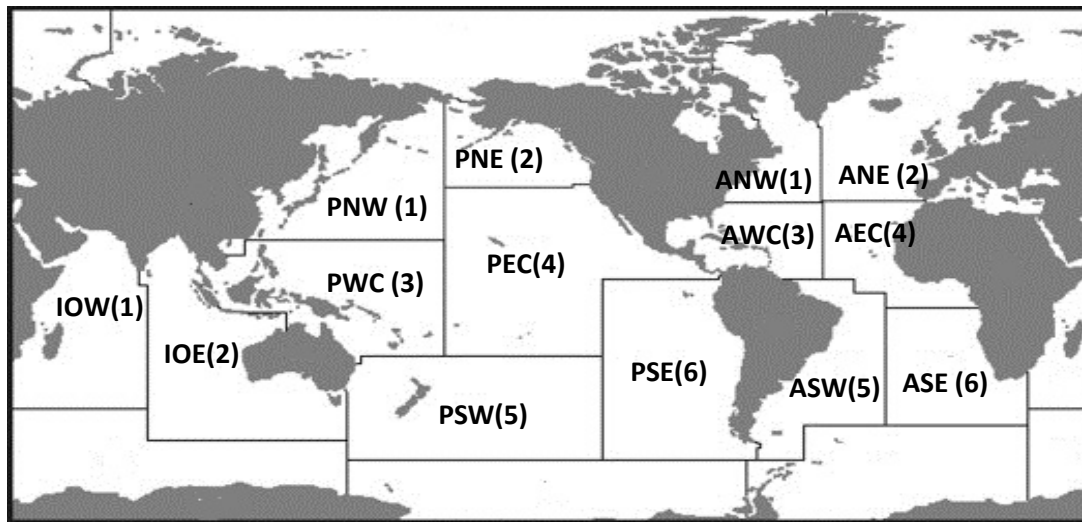 PNE (2)
ANW(1)
ANE (2)
PNW (1)
AWC(3)
AEC(4)
PEC(4)
PWC (3)
IOW(1)
IOE(2)
PSE(6)
ASW(5)
ASE (6)
PSW(5)